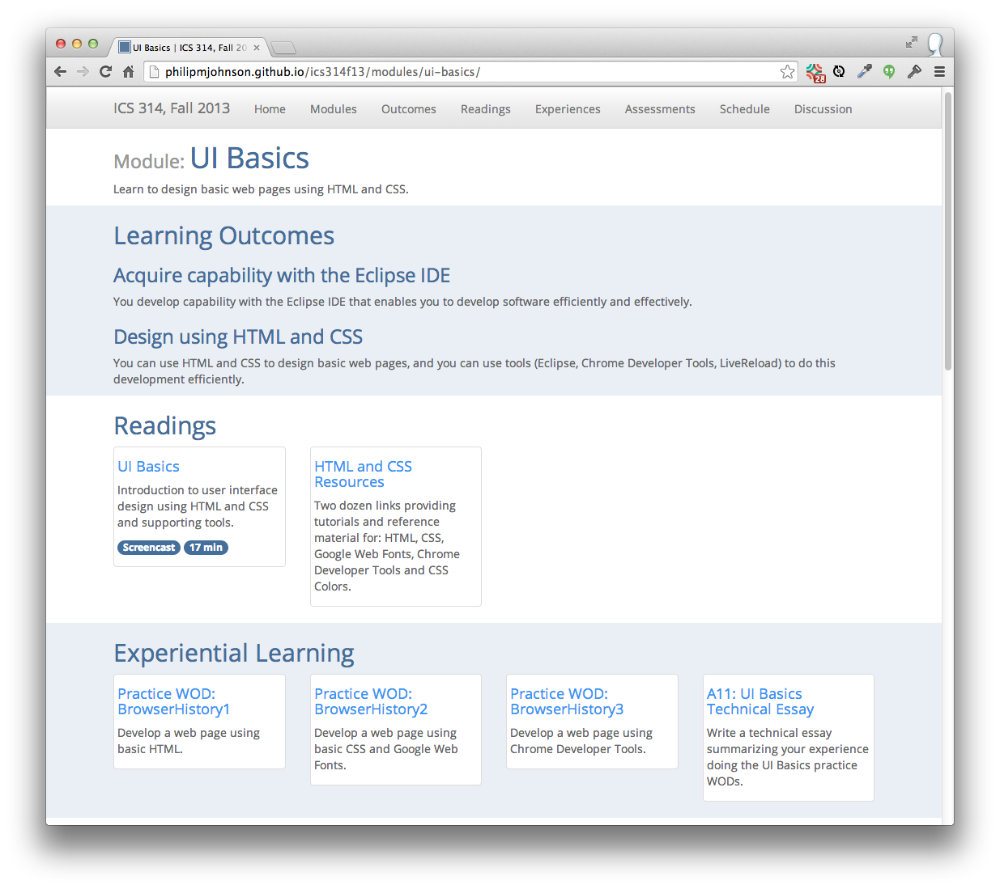 UI Basics | ICS 314, Fall 20
philipmjohnson.github.io/ics314f13/modules/ui-basics/
28
ICS 314, Fall 2013 Home Modules Outcomes Readings Experiences Assessments Schedule Discussion
Module: UI Basics
Learn to design basic web pages using HTML and CSS.
Learning Outcomes
Acquire capability with the Eclipse IDE
You develop capability with the Eclipse IDE that enables you to develop software efficiently and effectively.
Design using HTML and CSS
You can use HTML and CSS to design basic web pages, and you can use tools (Eclipse, Chrome Developer Tools, LiveReload) to do this
development efficiently.
Readings
UI Basics
Introduction to user interface
design using HTML and CSS
and supporting tools.
Screencast 17 min
HTML and CSS
Resources
Two dozen links providing
tutorials and reference
material for: HTML, CSS,
Google Web Fonts, Chrome
Developer Tools and CSS
Colors.
Experiential Learning
Practice WOD:
BrowserHistory1
Develop a web page using
basic HTML.
Practice WOD:
BrowserHistory2
Develop a web page using
basic CSS and Google Web
Fonts.
Practice WOD:
BrowserHistory3
Develop a web page using
Chrome Developer Tools.
A11: UI Basics
Technical Essay
Write a technical essay
summarizing your experience
doing the UI Basics practice
WODs.